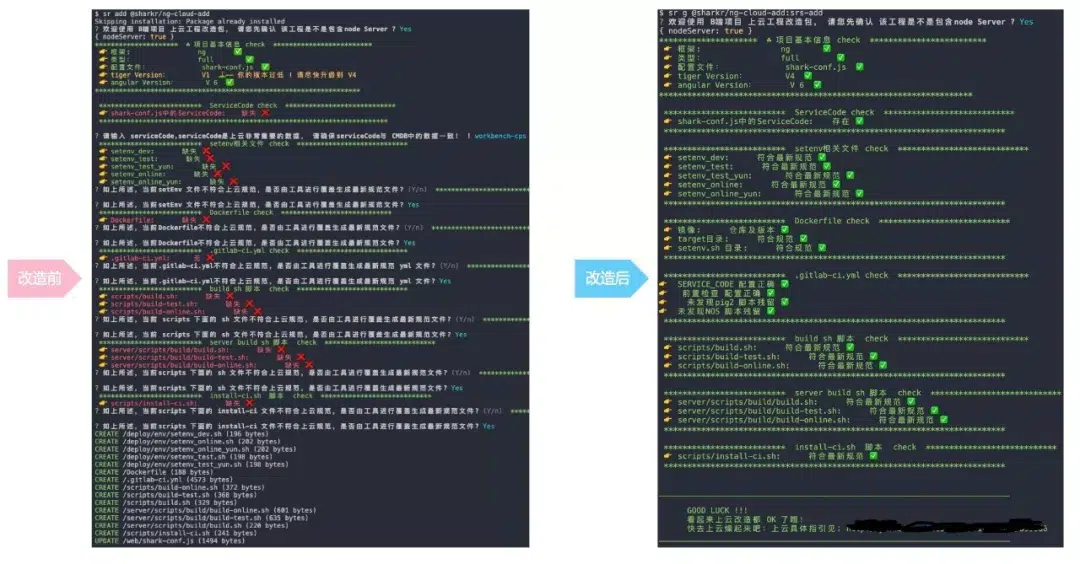 改造前
$ sr add @sharkr/ng-cloud-add
Skipping installation: Package already installed
? 欢迎使用 B端项目 上云工程改造包, 请您先确认 该工程是不是包含node Server ? Yes
{ nodeServer: true }
******************* ☘ 项目基本信息 check ***********************
👉 框架: ng ✅
👉 类型: full ✅
👉 配置文件: shark-conf.js ✅
👉 tiger Version: V1 你的版本过低 ! 请尽快升级到 V4
👉 angular Version: V 6 ✅
******************* ServiceCode check ***********************
👉 shark-conf.js中的ServiceCode: 缺失 ❌
? 请输入 serviceCode,serviceCode是上云非常重要的数据, 请确保serviceCode与 CMDB中的数据一致! ! workbench-cps
******************* setenv相关文件 check ***********************
👉 setenv_dev: 缺失 ❌
👉 setenv_test: 缺失 ❌
👉 setenv_test_yun: 缺失 ❌
👉 setenv_online: 缺失 ❌
👉 setenv_online_yun: 缺失 ❌
? 如上所述, 当前setEnv 文件不符合上云规范, 是否由工具进行覆盖生成最新规范文件? (Y/n) *******************
? 如上所述, 当前setEnv 文件不符合上云规范, 是否由工具进行覆盖生成最新规范文件? Yes
******************* Dockerfile check ***********************
👉 Dockerfile: 缺失 ❌
? 如上所述, 当前Dockerfile不符合上云规范, 是否由工具进行覆盖生成最新规范文件? (Y/n) *******************
? 如上所述, 当前Dockerfile不符合上云规范, 是否由工具进行覆盖生成最新规范文件? Yes
******************* .gitlab-ci.yml check ***********************
👉 .gitlab-ci.yml: 无 ❌
? 如上所述, 当前.gitlab-ci.yml不符合上云规范, 是否由工具进行覆盖生成最新规范 yml 文件? (Y/n) *******************
? 如上所述, 当前.gitlab-ci.yml不符合上云规范, 是否由工具进行覆盖生成最新规范 yml 文件? Yes
******************* build sh 脚本 check ***********************
👉 scripts/build.sh: 缺失 ❌
👉 scripts/build-test.sh: 缺失 ❌
👉 scripts/build-online.sh: 缺失 ❌
? 如上所述, 当前 scripts 下面的 sh 文件不符合上云规范, 是否由工具进行覆盖生成最新规范文件? (Y/n) *******************
? 如上所述, 当前 scripts 下面的 sh 文件不符合上云规范, 是否由工具进行覆盖生成最新规范文件? Yes
******************* server build sh 脚本 check ***********************
👉 server/scripts/build/build.sh: 缺失 ❌
👉 server/scripts/build/build-test.sh: 缺失 ❌
👉 server/scripts/build/build-online.sh: 缺失 ❌
? 如上所述, 当前scripts 下面的 sh 文件不符合上云规范, 是否由工具进行覆盖生成最新规范文件? (Y/n) *******************
? 如上所述, 当前scripts 下面的 sh 文件不符合上云规范, 是否由工具进行覆盖生成最新规范文件? Yes
******************* install-ci.sh 脚本 check ***********************
👉 scripts/install-ci.sh: 缺失 ❌
? 如上所述, 当前scripts 下面的 install-ci 文件不符合上云规范, 是否由工具进行覆盖生成最新规范文件? (Y/n) ****
? 如上所述, 当前scripts 下面的 install-ci 文件不符合上云规范, 是否由工具进行覆盖生成最新规范文件? Yes
CREATE /deploy/env/setenv_dev.sh (196 bytes)
CREATE /deploy/env/setenv_online.sh (202 bytes)
CREATE /deploy/env/setenv_online_yun.sh (202 bytes)
CREATE /deploy/env/setenv_test.sh (198 bytes)
CREATE /deploy/env/setenv_test_yun.sh (198 bytes)
CREATE /Dockerfile (180 bytes)
CREATE /.gitlab-ci.yml (4573 bytes)
CREATE /scripts/build-online.sh (372 bytes)
CREATE /scripts/build-test.sh (368 bytes)
CREATE /scripts/build.sh (329 bytes)
CREATE /server/scripts/build/build-online.sh (601 bytes)
CREATE /server/scripts/build/build-test.sh (635 bytes)
CREATE /server/scripts/build/build.sh (220 bytes)
CREATE /scripts/install-ci.sh (241 bytes)
UPDATE /web/shark-conf.js (1494 bytes)
改造后
$ sr g @sharkr/ng-cloud-add:srs-add
? 欢迎使用 B端项目 上云工程改造包, 请您先确认 该工程是不是包含node Server ? Yes
{ nodeServer: true }
******************* ☘ 项目基本信息 check ***********************
👉 框架: ng ✅
👉 类型: full ✅
👉 配置文件: shark-conf.js ✅
👉 tiger Version: V4 ✅
👉 angular Version: V 6 ✅
******************* ServiceCode check ***********************
👉 shark-conf.js中的ServiceCode: 存在 ✅
******************* setenv相关文件 check ***********************
👉 setenv_dev: 符合最新规范 ✅
👉 setenv_test: 符合最新规范 ✅
👉 setenv_test_yun: 符合最新规范 ✅
👉 setenv_online: 符合最新规范 ✅
👉 setenv_online_yun: 符合最新规范 ✅
******************* Dockerfile check ***********************
👉 镜像: 仓库及版本 ✅
👉 target目录: 符合规范 ✅
👉 setenv.sh 目录: 符合规范 ✅
******************* .gitlab-ci.yml check ***********************
👉 SERVICE_CODE 配置正确 ✅
👉 前置检查 配置正确 ✅
👉 未发现pig2 脚本残留 ✅
👉 未发现NOS 脚本残留 ✅
******************* build sh 脚本 check ***********************
👉 scripts/build.sh: 符合最新规范 ✅
👉 scripts/build-test.sh: 符合最新规范 ✅
👉 scripts/build-online.sh: 符合最新规范 ✅
******************* server build sh 脚本 check ***********************
👉 server/scripts/build/build.sh: 符合最新规范 ✅
👉 server/scripts/build/build-test.sh: 符合最新规范 ✅
👉 server/scripts/build/build-online.sh: 符合最新规范 ✅
******************* install-ci.sh 脚本 check ***********************
👉 scripts/install-ci.sh: 符合最新规范 ✅
GOOD LUCK !!!
看起来上云改造都 OK 了哦!
快去上云燥起来吧: 上云具体指引见: